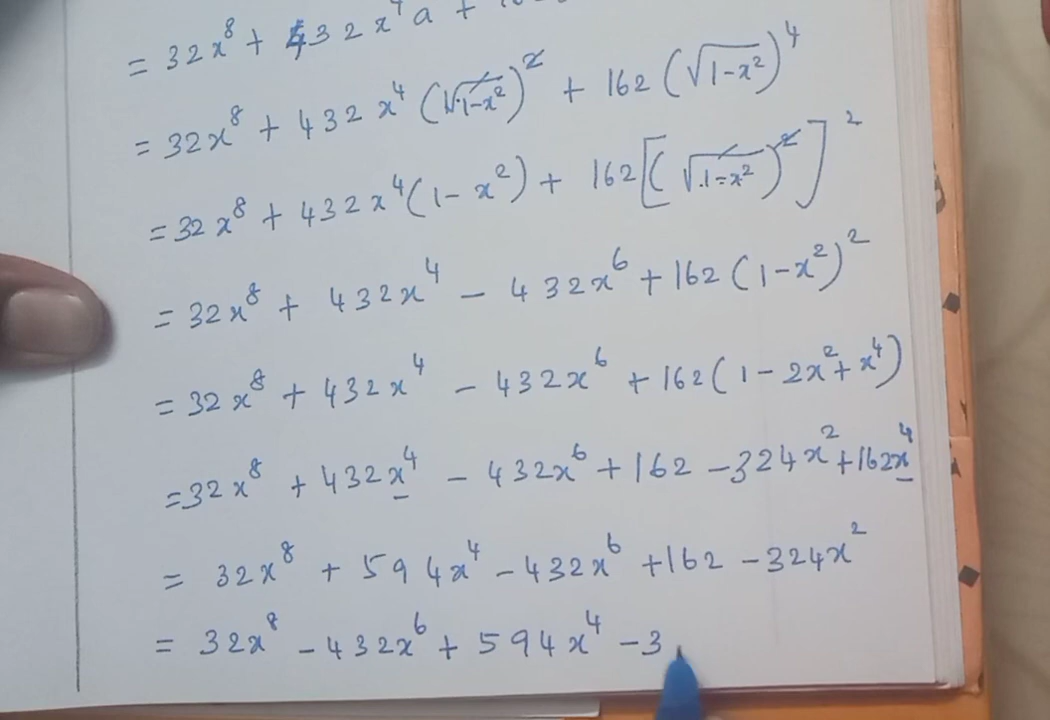 = 32x⁸ + 432x⁴a +
= 32x⁸ + 432x⁴(√1-x²)² + 162(√1-x²)⁴
= 32x⁸ + 432x⁴(1-x²) + 162[(√1-x²)²]²
= 32x⁸ + 432x⁴ - 432x⁶ + 162(1-x²)²
= 32x⁸ + 432x⁴ - 432x⁶ + 162(1-2x²+x⁴)
= 32x⁸ + 432x⁴ - 432x⁶ + 162 - 324x² + 162x⁴
= 32x⁸ + 594x⁴ - 432x⁶ + 162 - 324x²
= 32x⁸ - 432x⁶ + 594x⁴ - 3